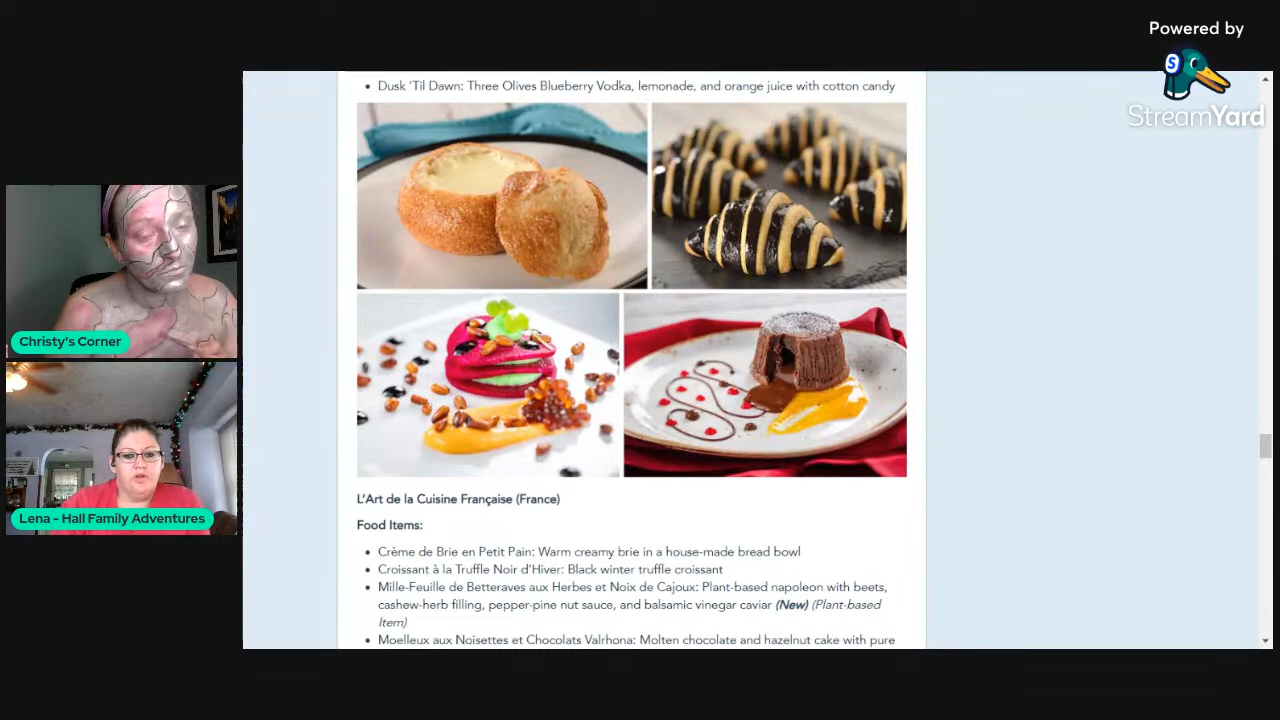 Powered by
StreamYard
• Dusk ‘Til Dawn: Three Olives Blueberry Vodka, lemonade, and orange juice with cotton candy
Christy's Corner
Lena - Hall Family Adventures
L’Art de la Cuisine Française (France)
Food Items:
• Crème de Brie en Petit Pain: Warm creamy brie in a house-made bread bowl
• Croissant à la Truffle Noir d’Hiver: Black winter truffle croissant
• Mille-Feuille de Betteraves aux Herbes et Noix de Cajoux: Plant-based napoleon with beets,
cashew-herb filling, pepper-pine nut sauce, and balsamic vinegar caviar (New) (Plant-based
Item)
• Moelleux aux Noisettes et Chocolats Valrhona: Molten chocolate and hazelnut cake with pure